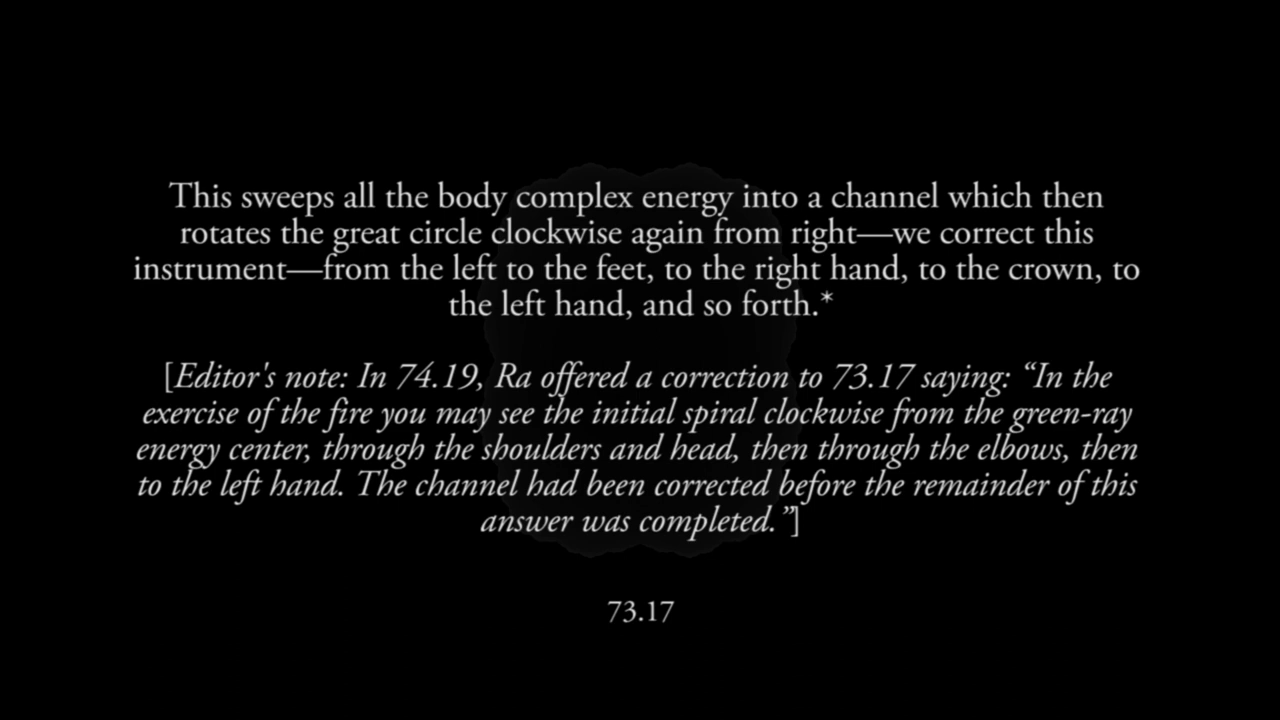 This sweeps all the body complex energy into a channel which then
rotates the great circle clockwise again from right—we correct this
instrument—from the left to the feet, to the right hand, to the crown, to
the left hand, and so forth.*
[Editor's note: In 74.19, Ra offered a correction to 73.17 saying: “In the
exercise of the fire you may see the initial spiral clockwise from the green-ray
energy center, through the shoulders and head, then through the elbows, then
to the left hand. The channel had been corrected before the remainder of this
answer was completed.”]
73.17